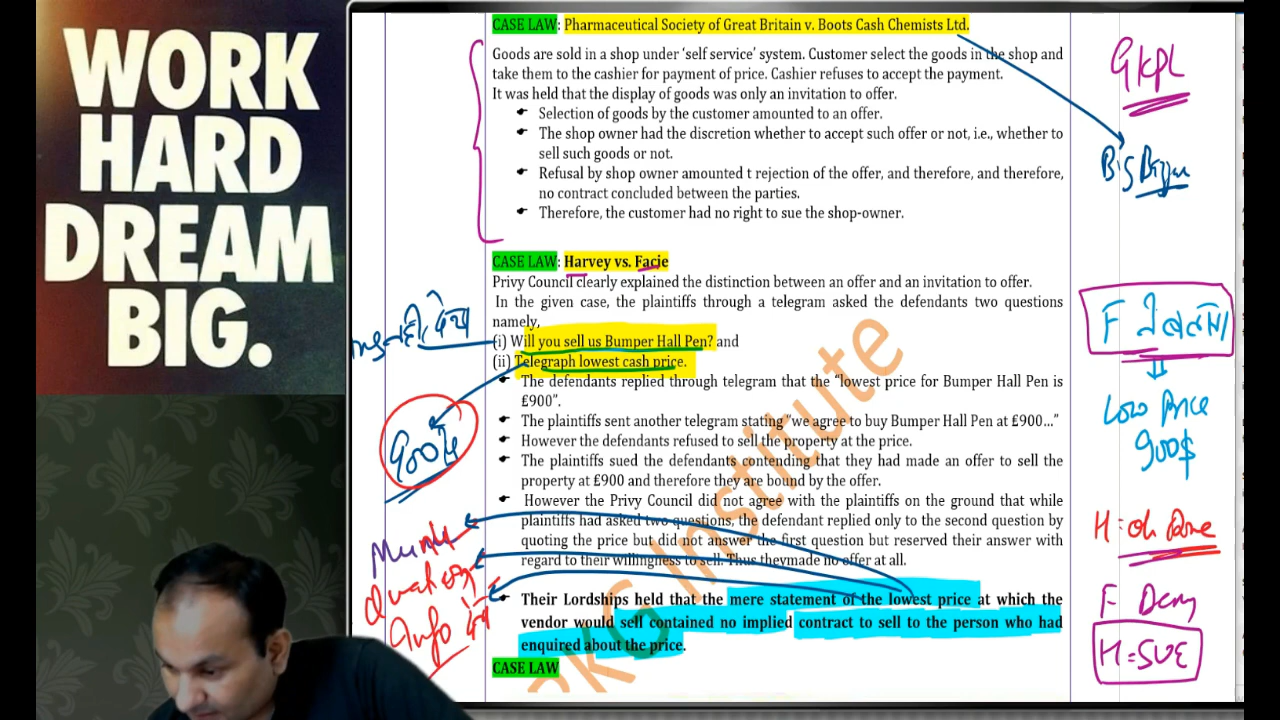 WORK
HARD
DREAM
BIG.
CASE LAW: Pharmaceutical Society of Great Britain v. Boots Cash Chemists Ltd.
Goods are sold in a shop under ‘self service’ system. Customer select the goods in the shop and
take them to the cashier for payment of price. Cashier refuses to accept the payment.
It was held that the display of goods was only an invitation to offer.
Selection of goods by the customer amounted to an offer.
The shop owner had the discretion whether to accept such offer or not, i.e., whether to
sell such goods or not.
Refusal by shop owner amounted t rejection of the offer, and therefore, and therefore,
no contract concluded between the parties.
Therefore, the customer had no right to sue the shop-owner.
CASE LAW: Harvey vs. Facie
Privy Council clearly explained the distinction between an offer and an invitation to offer.
In the given case, the plaintiffs through a telegram asked the defendants two questions
namely,
(i) Will you sell us Bumper Hall Pen? and
(ii) Telegraph lowest cash price.
The defendants replied through telegram that the “lowest price for Bumper Hall Pen is
£900”.
The plaintiffs sent another telegram stating “we agree to buy Bumper Hall Pen at £900...”
However the defendants refused to sell the property at the price.
The plaintiffs sued the defendants contending that they had made an offer to sell the
property at £900 and therefore they are bound by the offer.
However the Privy Council did not agree with the plaintiffs on the ground that while
plaintiffs had asked two questions, the defendant replied only to the second question by
quoting the price but did not answer the first question but reserved their answer with
regard to their willingness to sell. Thus theymade no offer at all.
Their Lordships held that the mere statement of the lowest price at which the
vendor would sell contained no implied contract to sell to the person who had
enquired about the price.
CASE LAW
Institute
GKPL
Big
F
Low Price
900$
H = Oh Done
F Deny
H = SUE
Info